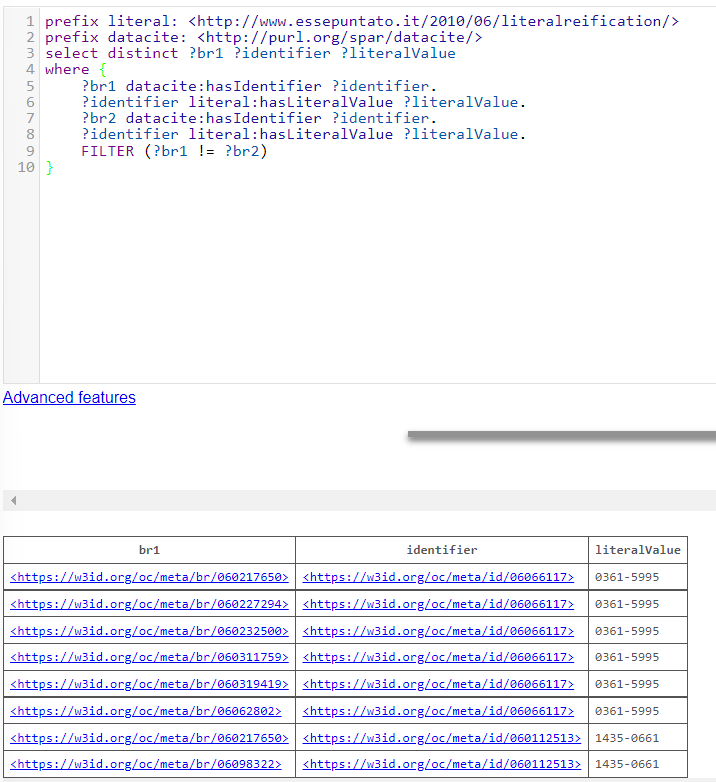 1 prefix literal: <http://www.essepuntato.it/2010/06/literalreification/>
2 prefix datacite: <http://purl.org/spar/datacite/>
3 select distinct ?br1 ?identifier ?literalValue
4 where {
5 ?br1 datacite:hasIdentifier ?identifier.
6 ?identifier literal:hasLiteralValue ?literalValue.
7 ?br2 datacite:hasIdentifier ?identifier.
8 ?identifier literal:hasLiteralValue ?literalValue.
9 FILTER (?br1 != ?br2)
10 }
Advanced features
br1 identifier literalValue
<https://w3id.org/oc/meta/br/060217650> <https://w3id.org/oc/meta/id/06066117> 0361-5995
<https://w3id.org/oc/meta/br/060227294> <https://w3id.org/oc/meta/id/06066117> 0361-5995
<https://w3id.org/oc/meta/br/060232500> <https://w3id.org/oc/meta/id/06066117> 0361-5995
<https://w3id.org/oc/meta/br/060311759> <https://w3id.org/oc/meta/id/06066117> 0361-5995
<https://w3id.org/oc/meta/br/060319419> <https://w3id.org/oc/meta/id/06066117> 0361-5995
<https://w3id.org/oc/meta/br/06062802> <https://w3id.org/oc/meta/id/06066117> 0361-5995
<https://w3id.org/oc/meta/br/060217650> <https://w3id.org/oc/meta/id/060112513> 1435-0661
<https://w3id.org/oc/meta/br/06098322> <https://w3id.org/oc/meta/id/060112513> 1435-0661